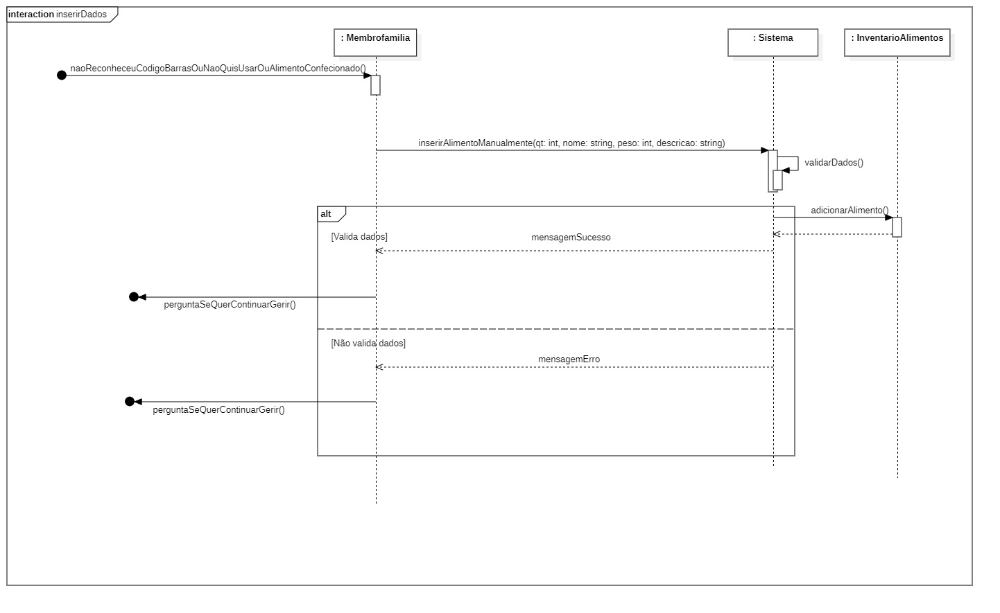 interaction inserirDados
: Membrofamilia
: Sistema
: InventarioAlimentos
naoReconheceuCodigoBarrasOuNaoQuisUsarOuAlimentoConfecionado()
inserirAlimentoManualmente(qt: int, nome: string, peso: int, descricao: string)
validarDados()
adicionarAlimento()
alt
[Valida dados]
mensagemSucesso
perguntaSeQuerContinuarGerir()
[Não valida dados]
mensagemErro
perguntaSeQuerContinuarGerir()